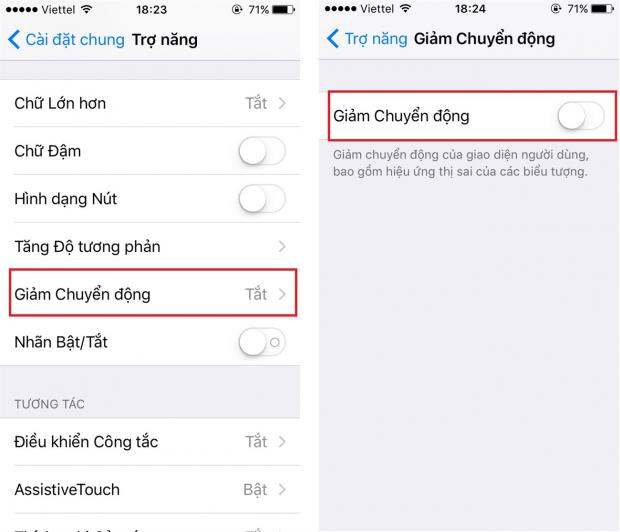 Viettel 18:23 71%
Cài đặt chung Trợ năng
Chữ Lớn hơn Tắt
Chữ Đậm
Hình dạng Nút
Tăng Độ tương phản
Giảm Chuyển động Tắt
Nhãn Bật/Tắt
TƯƠNG TÁC
Điều khiển Công tắc Tắt
AssistiveTouch Bật
Viettel 18:24 71%
Trợ năng Giảm Chuyển động
Giảm Chuyển động
Giảm chuyển động của giao diện người dùng,
bao gồm hiệu ứng thị sai của các biểu tượng.